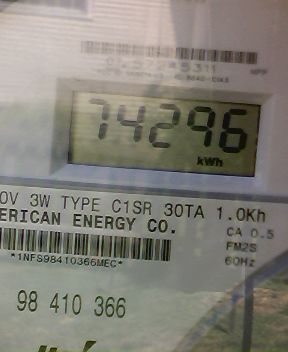 74296
kWh
0V 3W TYPE C1SR 30TA 1.0Kh
ERICAN ENERGY CO.
CA 0.5
FM2S
*1NFS98410366MEC*
60Hz
98 410 366